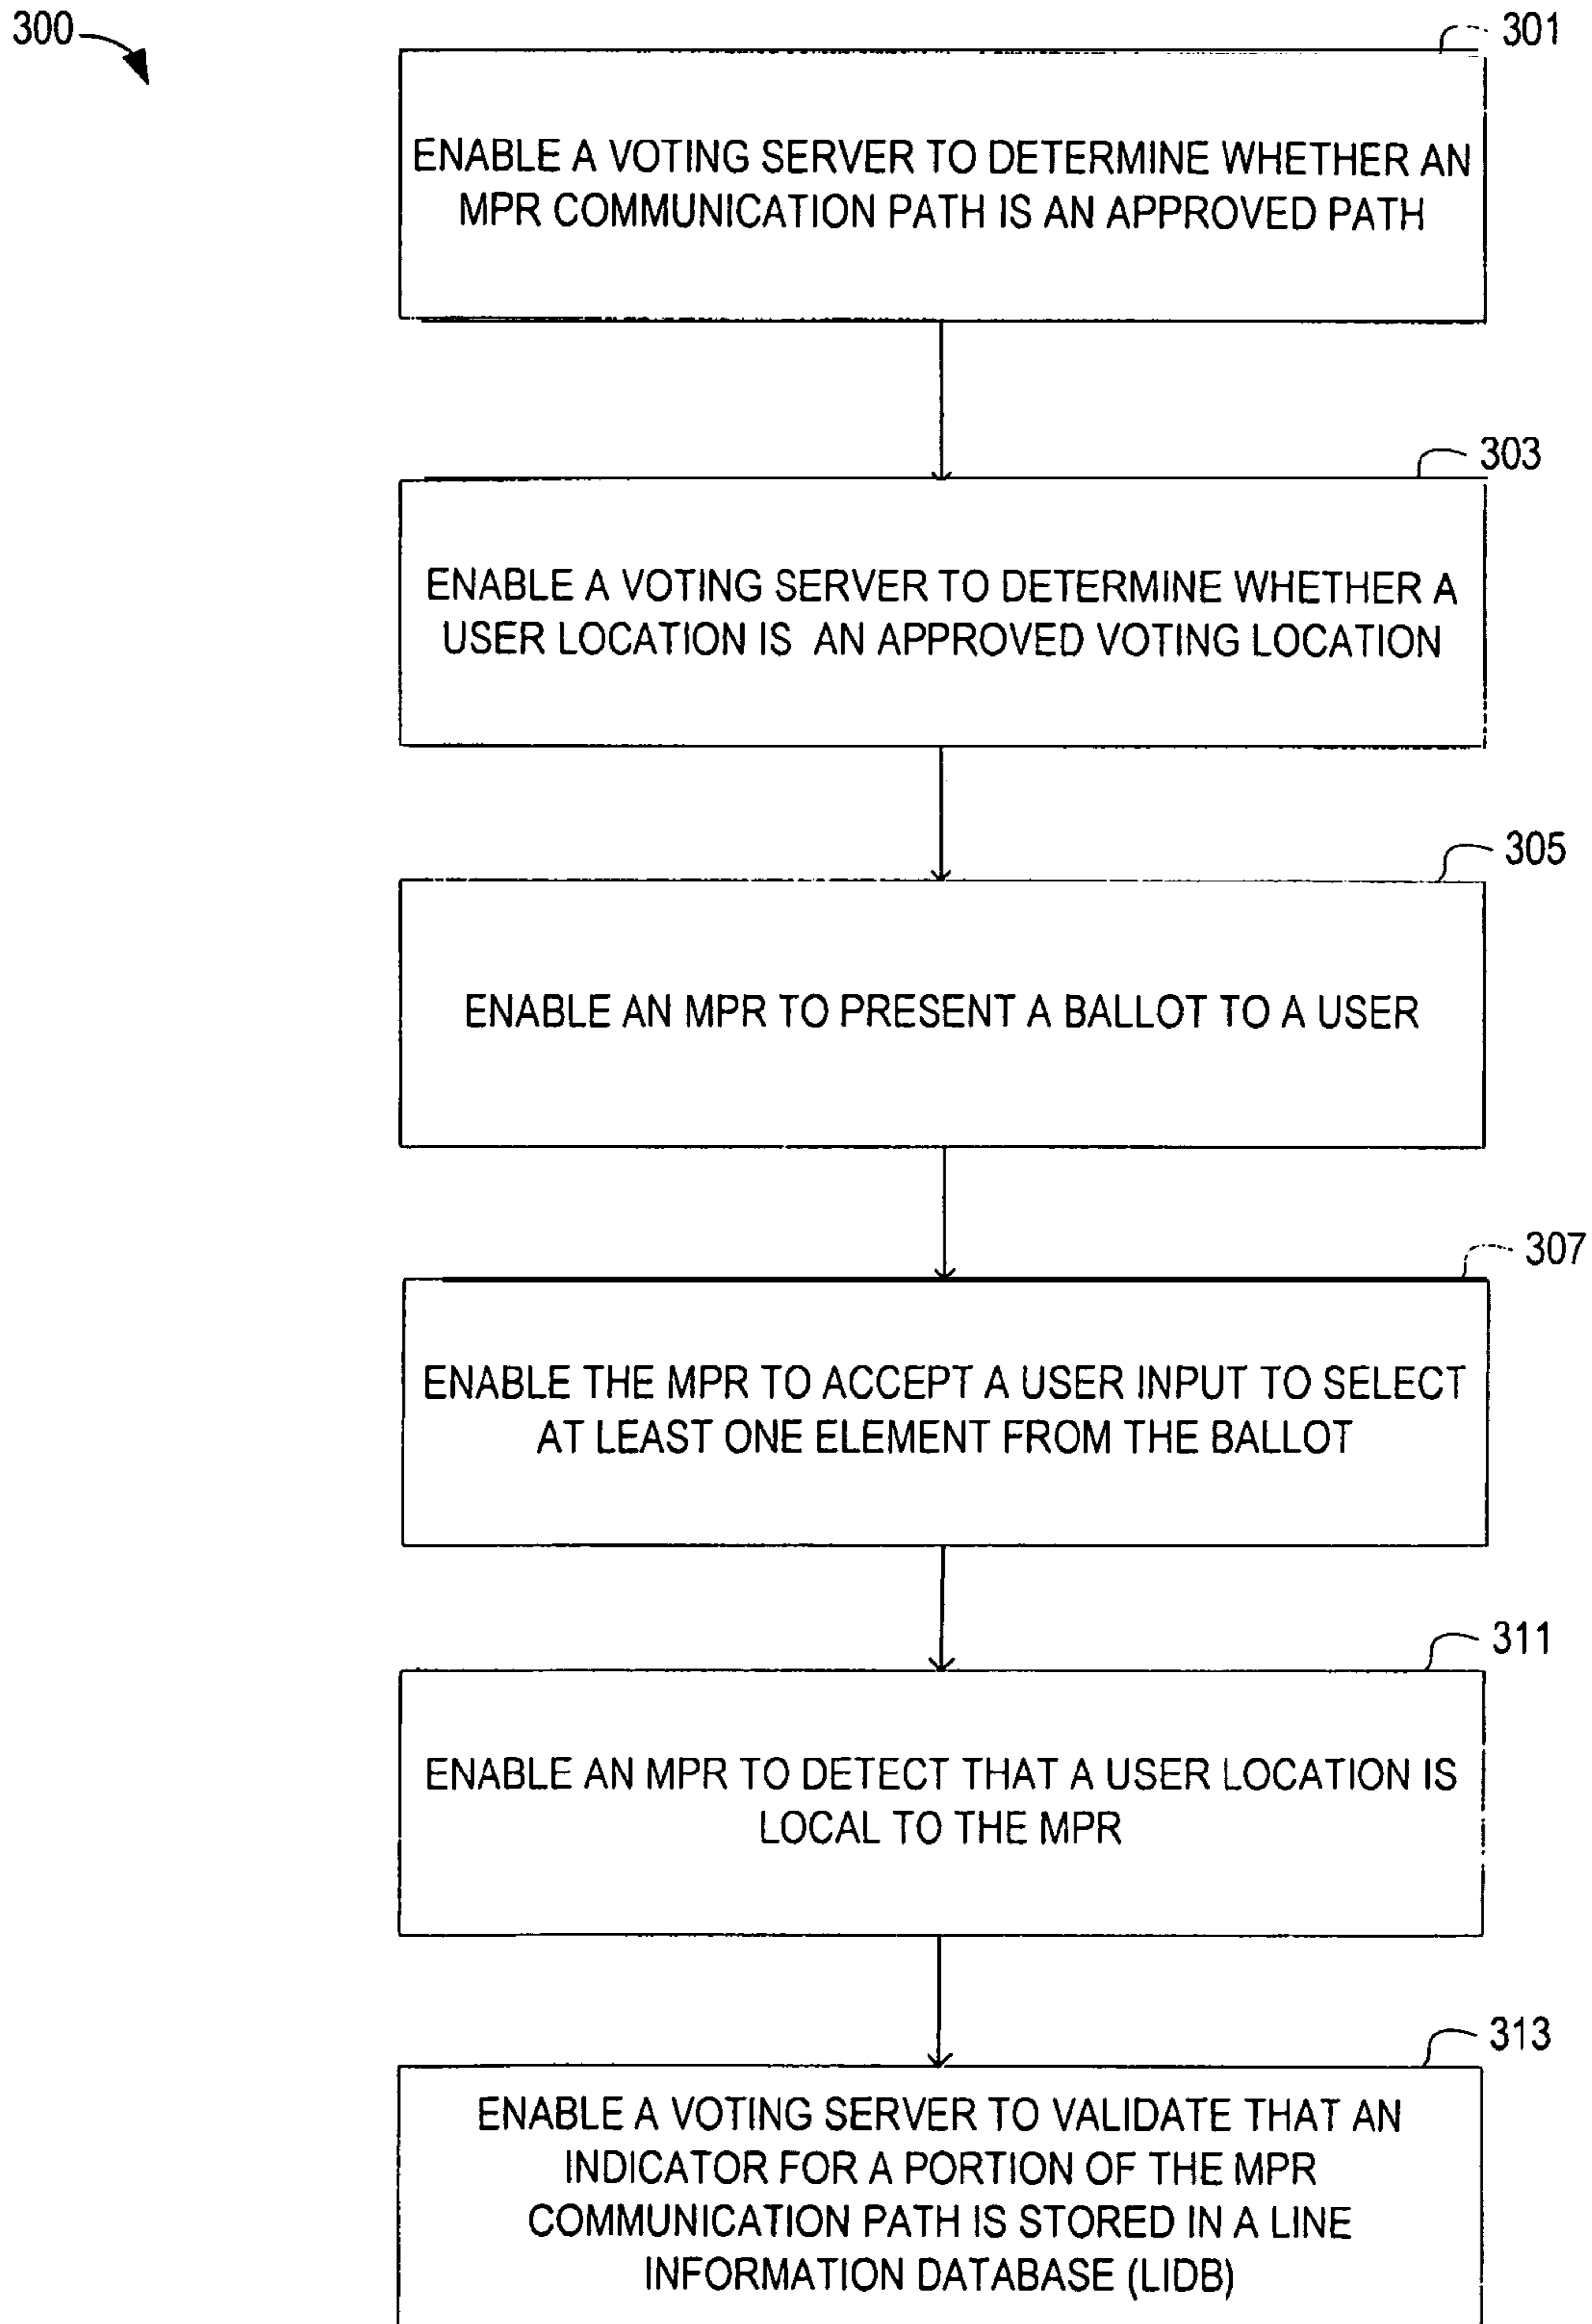 300
301
ENABLE A VOTING SERVER TO DETERMINE WHETHER AN
MPR COMMUNICATION PATH IS AN APPROVED PATH
303
ENABLE A VOTING SERVER TO DETERMINE WHETHER A
USER LOCATION IS AN APPROVED VOTING LOCATION
305
ENABLE AN MPR TO PRESENT A BALLOT TO A USER
307
ENABLE THE MPR TO ACCEPT A USER INPUT TO SELECT
AT LEAST ONE ELEMENT FROM THE BALLOT
311
ENABLE AN MPR TO DETECT THAT A USER LOCATION IS
LOCAL TO THE MPR
313
ENABLE A VOTING SERVER TO VALIDATE THAT AN
INDICATOR FOR A PORTION OF THE MPR
COMMUNICATION PATH IS STORED IN A LINE
INFORMATION DATABASE (LIDB)